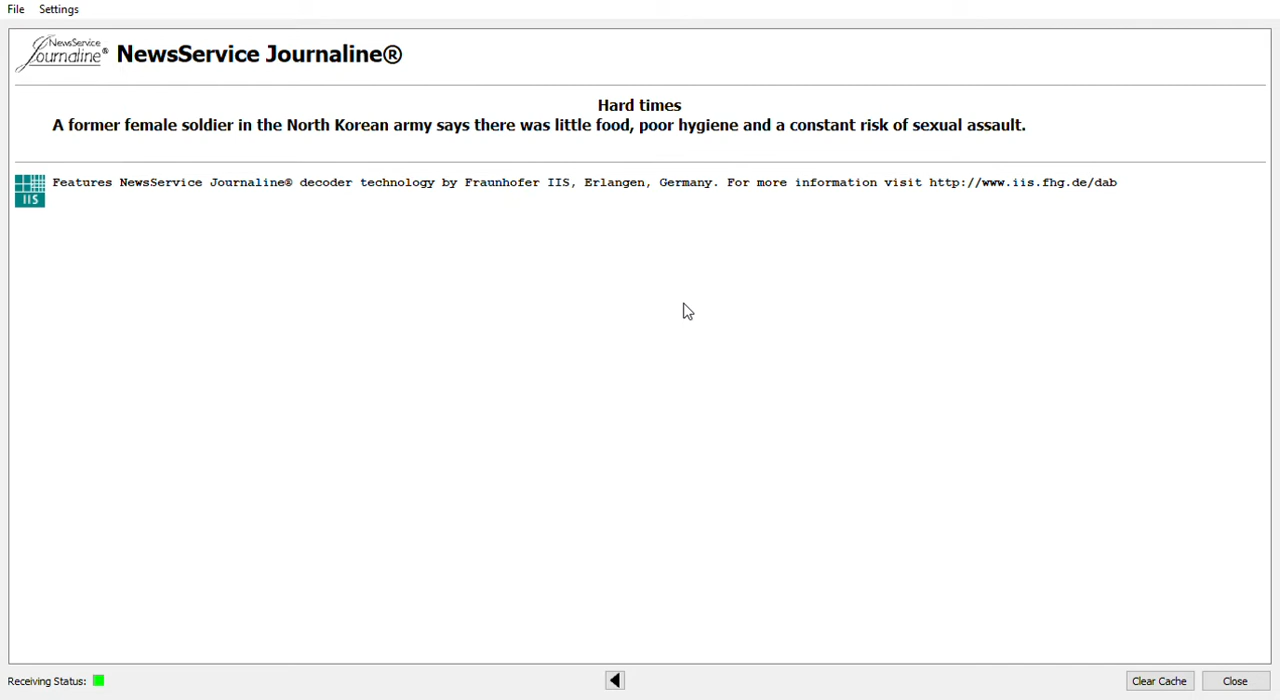 File Settings
NewsService Journaline® NewsService Journaline®
Hard times
A former female soldier in the North Korean army says there was little food, poor hygiene and a constant risk of sexual assault.
Features NewsService Journaline® decoder technology by Fraunhofer IIS, Erlangen, Germany. For more information visit http://www.iis.fhg.de/dab
IIS
Receiving Status: Clear Cache Close